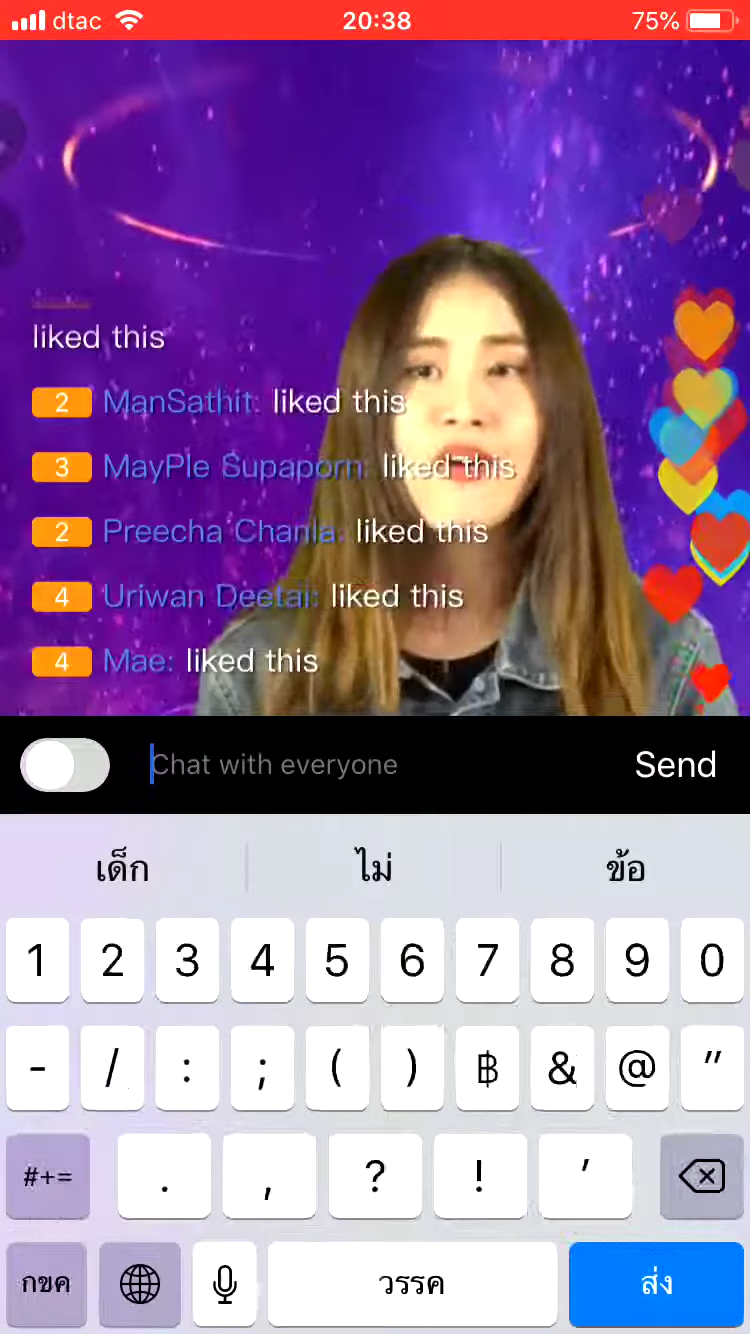 dtac 20:38 75%
liked this
2 ManSathit: liked this
3 MayPle Supaporn: liked this
2 Preecha Chanla: liked this
4 Uriwan Deetai: liked this
4 Mae: liked this
Chat with everyone Send
เด็ก ไม่ ข้อ
1 2 3 4 5 6 7 8 9 0
- / : ; ( ) ฿ & @ "
#+= . , ? ! '
กขค วรรค ส่ง